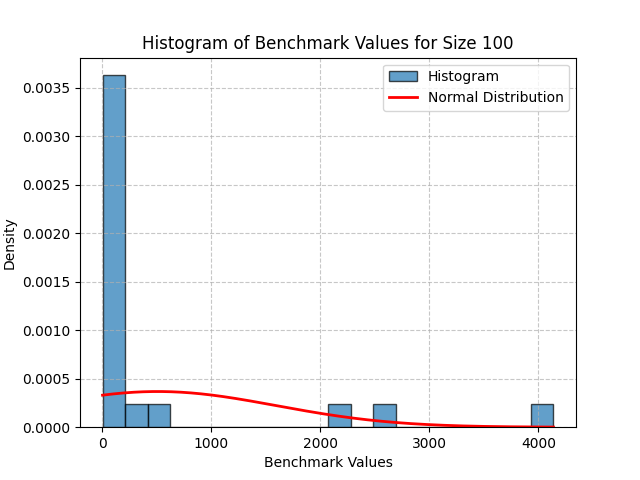 Histogram of Benchmark Values for Size 100
Histogram
Normal Distribution
Density
0.0035
0.0030
0.0025
0.0020
0.0015
0.0010
0.0005
0.0000
0 1000 2000 3000 4000
Benchmark Values